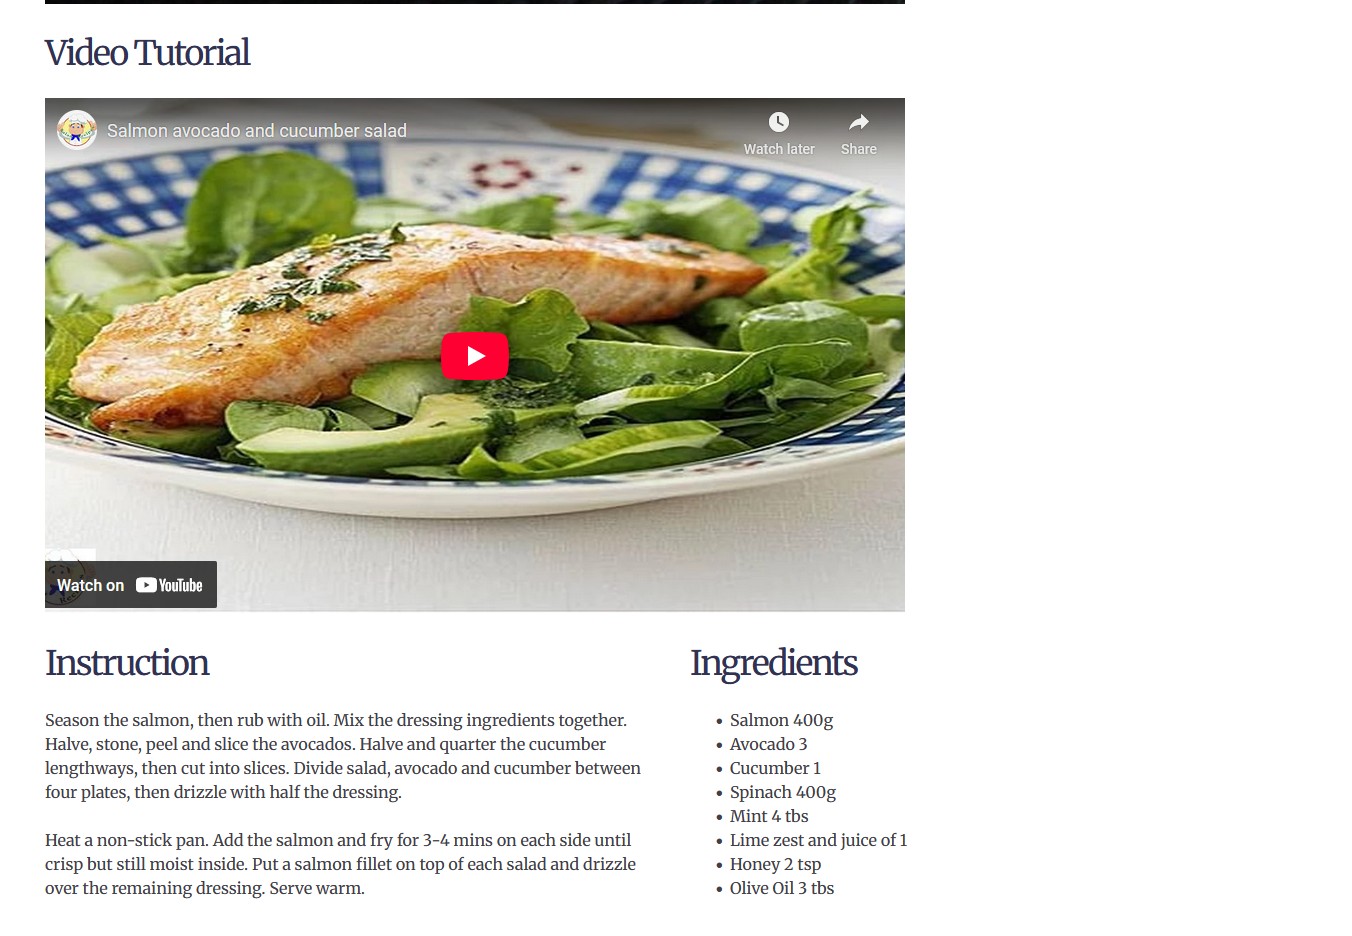 Video Tutorial
Salmon avocado and cucumber salad
Watch later
Share
Watch on YouTube
Instruction
Season the salmon, then rub with oil. Mix the dressing ingredients together.
Halve, stone, peel and slice the avocados. Halve and quarter the cucumber
lengthways, then cut into slices. Divide salad, avocado and cucumber between
four plates, then drizzle with half the dressing.
Heat a non-stick pan. Add the salmon and fry for 3-4 mins on each side until
crisp but still moist inside. Put a salmon fillet on top of each salad and drizzle
over the remaining dressing. Serve warm.
Ingredients
Salmon 400g
Avocado 3
Cucumber 1
Spinach 400g
Mint 4 tbs
Lime zest and juice of 1
Honey 2 tsp
Olive Oil 3 tbs